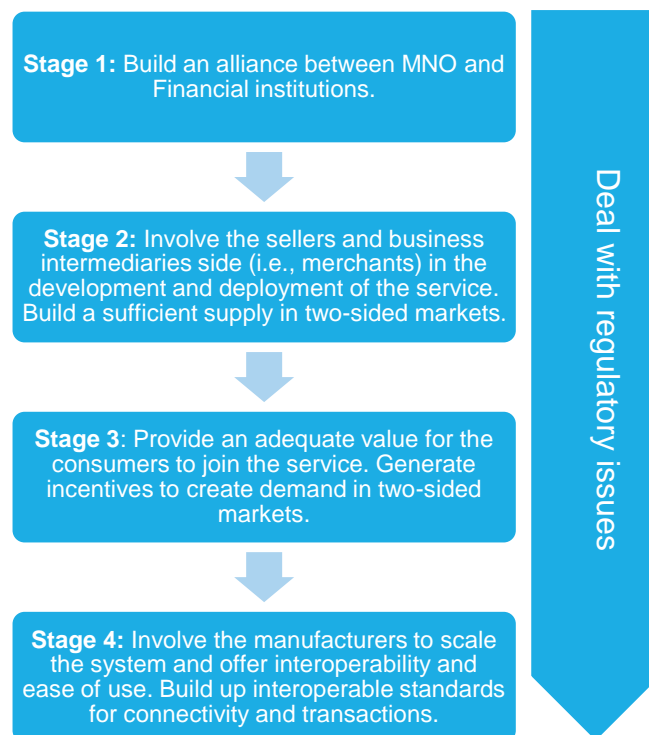 Stage 1: Build an alliance between MNO and
Financial institutions.
Stage 2: Involve the sellers and business
intermediaries side (i.e., merchants) in the
development and deployment of the service.
Build a sufficient supply in two-sided markets.
Stage 3: Provide an adequate value for the
consumers to join the service. Generate
incentives to create demand in two-sided
markets.
Stage 4: Involve the manufacturers to scale
the system and offer interoperability and
ease of use. Build up interoperable standards
for connectivity and transactions.
Deal with regulatory issues